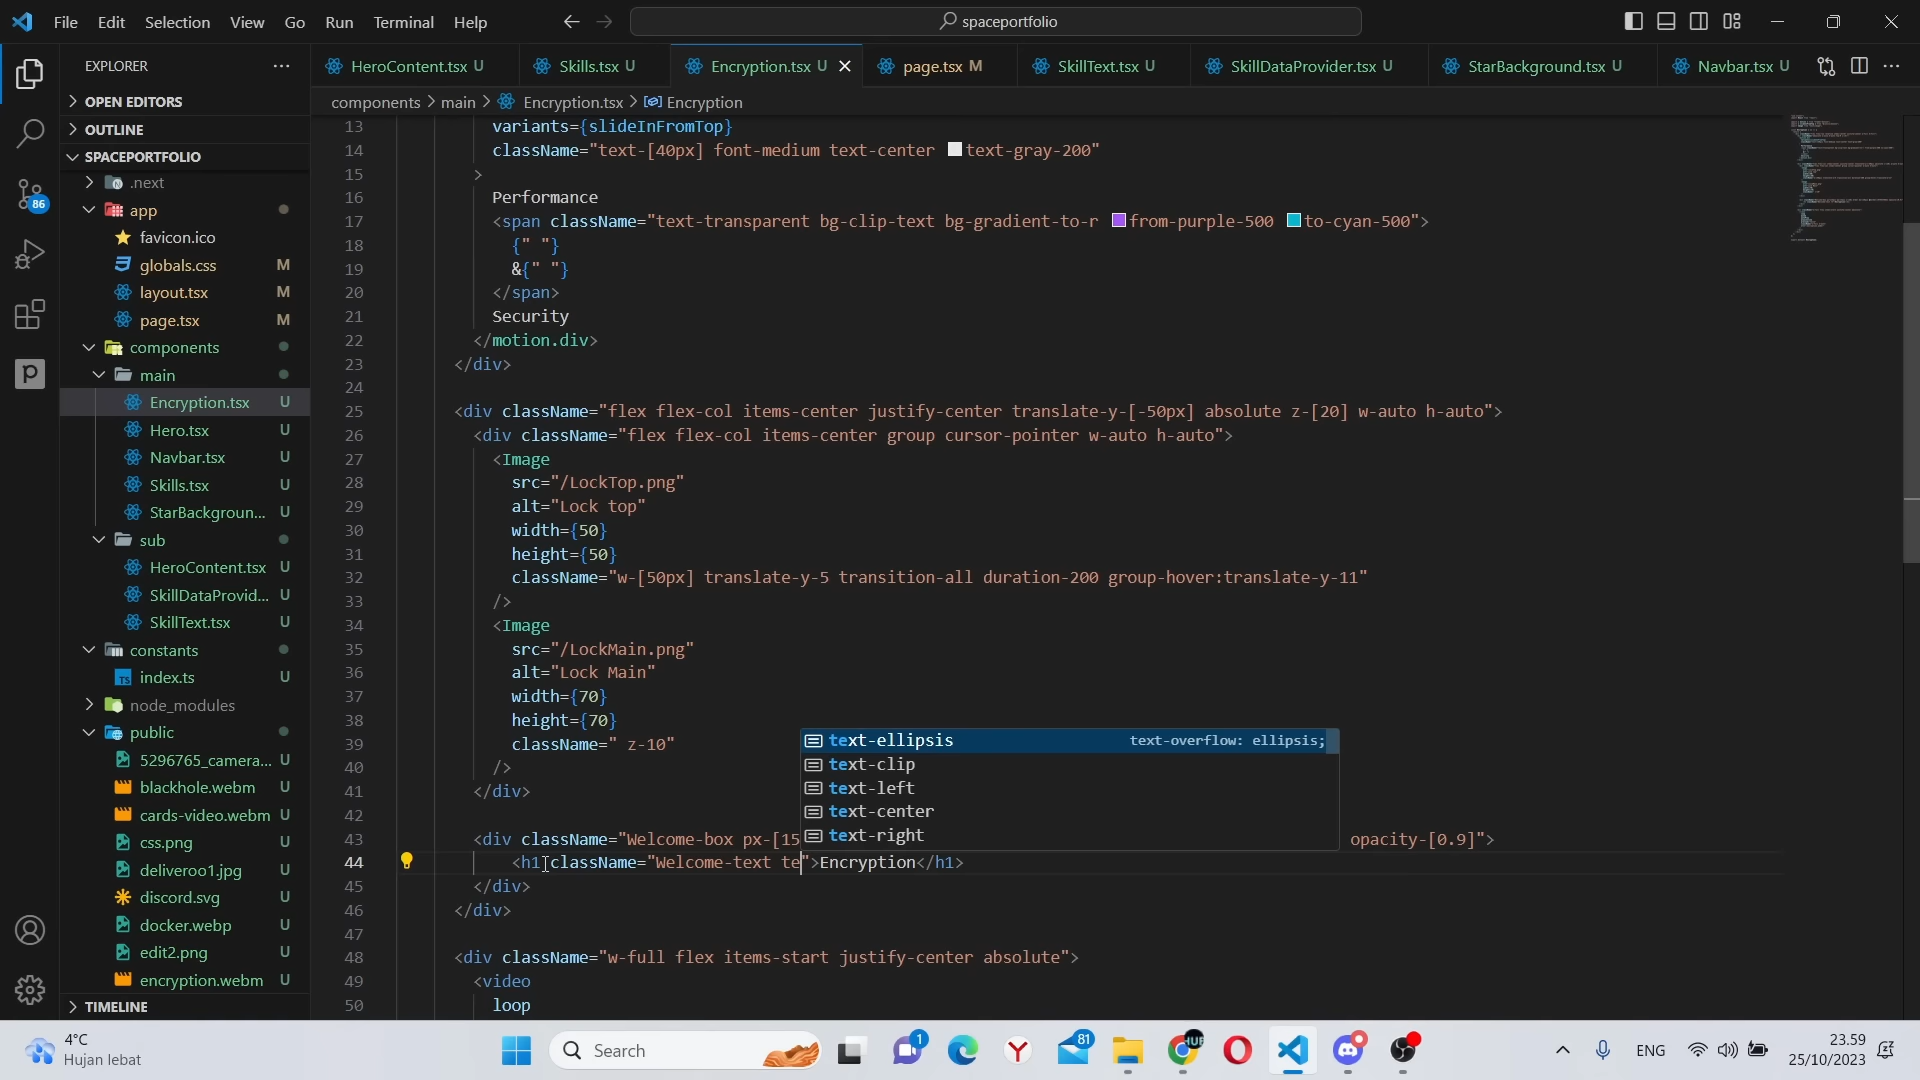 File Edit Selection View Go Run Terminal Help
spaceportfolio
EXPLORER
HeroContent.tsx U
Skills.tsx U
Encryption.tsx U
page.tsx M
SkillText.tsx U
SkillDataProvider.tsx U
StarBackground.tsx U
Navbar.tsx U
components > main > Encryption.tsx > Encryption
OPEN EDITORS
OUTLINE
SPACEPORTFOLIO
.next
app
favicon.ico
globals.css M
layout.tsx M
page.tsx M
components
main
Encryption.tsx U
Hero.tsx U
Navbar.tsx U
Skills.tsx U
StarBackgroun... U
sub
HeroContent.tsx U
SkillDataProvid... U
SkillText.tsx U
constants
index.ts U
node_modules
public
5296765_camera... U
blackhole.webm U
cards-video.webm U
css.png U
deliveroo1.jpg U
discord.svg U
docker.webp U
edit2.png U
encryption.webm U
TIMELINE
86
13 variants={slideInFromTop}
14 className="text-[40px] font-medium text-center text-gray-200"
15 >
16 Performance
17 <span className="text-transparent bg-clip-text bg-gradient-to-r from-purple-500 to-cyan-500">
18 {" "}
19 &{" "}
20 </span>
21 Security
22 </motion.div>
23 </div>
24
25 <div className="flex flex-col items-center justify-center translate-y-[-50px] absolute z-[20] w-auto h-auto">
26 <div className="flex flex-col items-center group cursor-pointer w-auto h-auto">
27 <Image
28 src="/LockTop.png"
29 alt="Lock top"
30 width={50}
31 height={50}
32 className="w-[50px] translate-y-5 transition-all duration-200 group-hover:translate-y-11"
33 />
34 <Image
35 src="/LockMain.png"
36 alt="Lock Main"
37 width={70}
38 height={70}
39 className=" z-10"
40 />
41 </div>
42
43 <div className="Welcome-box px-[15 opacity-[0.9]">
44 <h1 className="Welcome-text te">Encryption</h1>
45 </div>
46 </div>
47
48 <div className="w-full flex items-start justify-center absolute">
49 <video
50 loop
text-ellipsis text-overflow: ellipsis;
text-clip
text-left
text-center
text-right
4°C
Hujan lebat
Search
1
81
HUB
ENG
23.59
25/10/2023